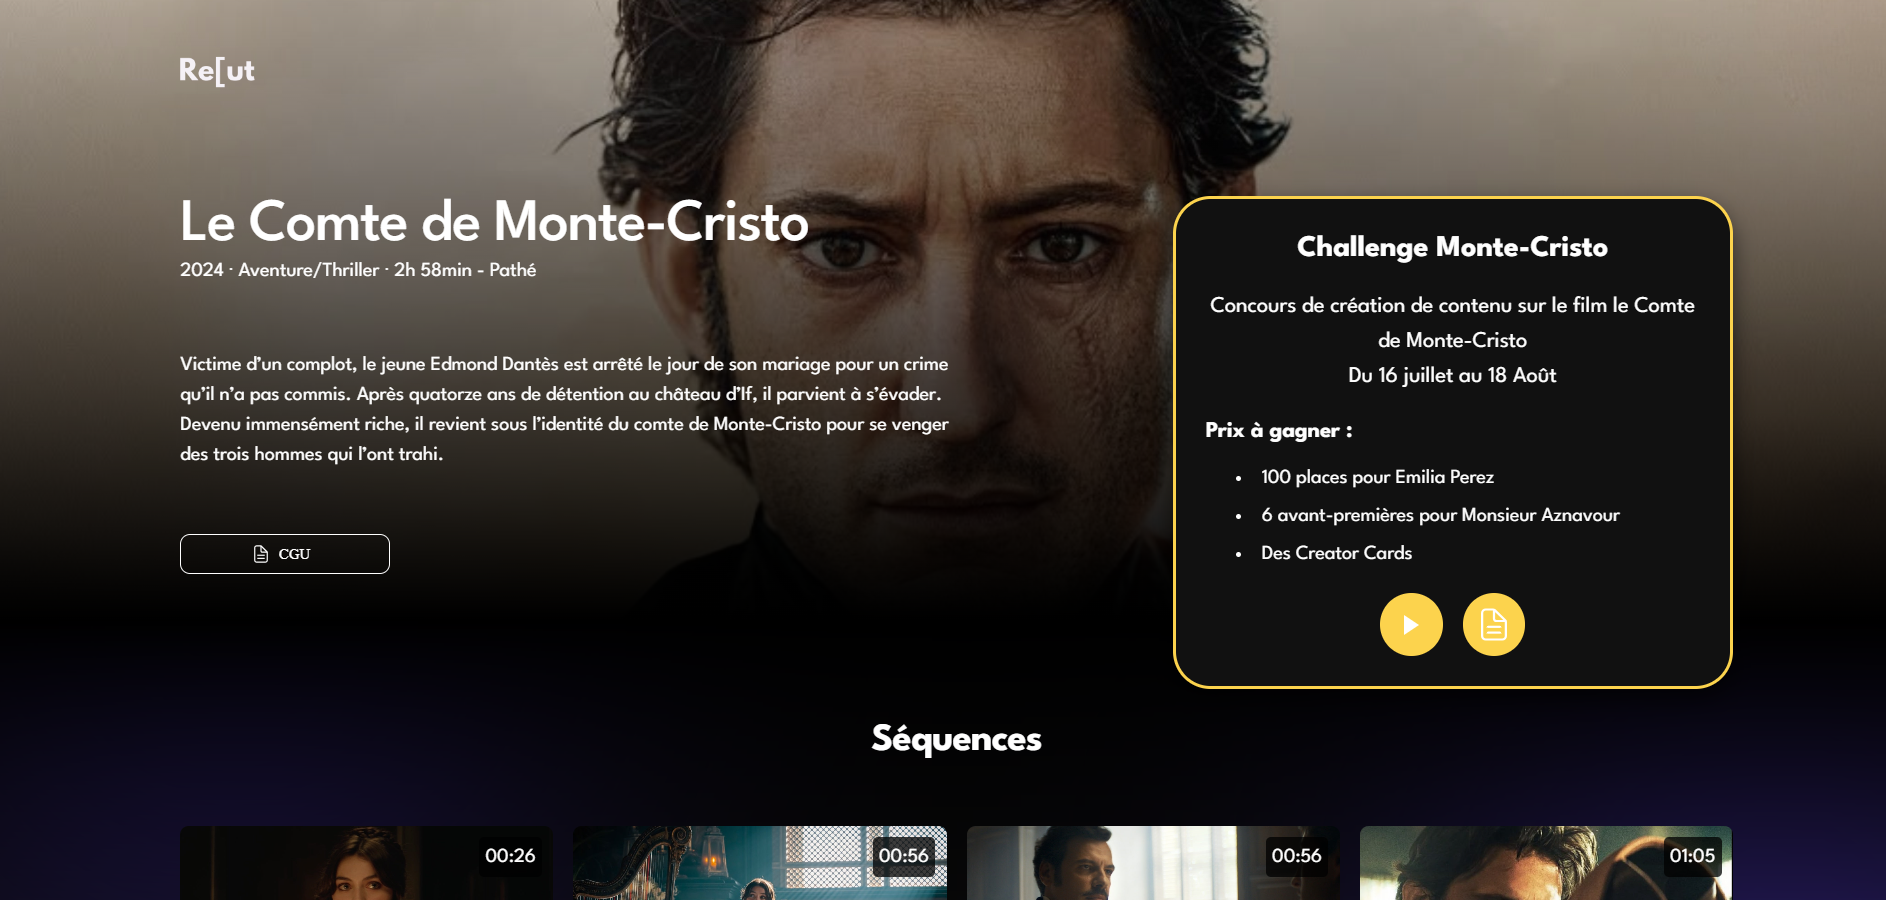 Re[ut
Le Comte de Monte-Cristo
2024 · Aventure/Thriller · 2h 58min - Pathé
Victime d’un complot, le jeune Edmond Dantès est arrêté le jour de son mariage pour un crime
qu’il n’a pas commis. Après quatorze ans de détention au château d’If, il parvient à s’évader.
Devenu immensément riche, il revient sous l’identité du comte de Monte-Cristo pour se venger
des trois hommes qui l’ont trahi.
CGU
Challenge Monte-Cristo
Concours de création de contenu sur le film le Comte
de Monte-Cristo
Du 16 juillet au 18 Août
Prix à gagner :
• 100 places pour Emilia Perez
• 6 avant-premières pour Monsieur Aznavour
• Des Creator Cards
Séquences
00:26
00:56
00:56
01:05